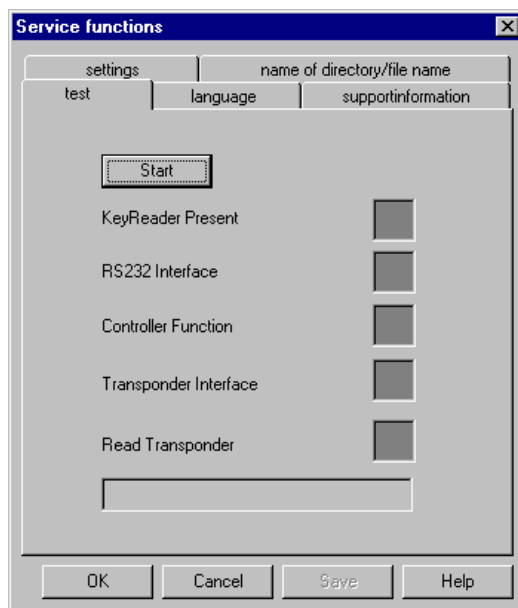 Service functions
settings name of directory/file name
test language supportinformation
Start
KeyReader Present
RS232 Interface
Controller Function
Transponder Interface
Read Transponder
OK Cancel Save Help